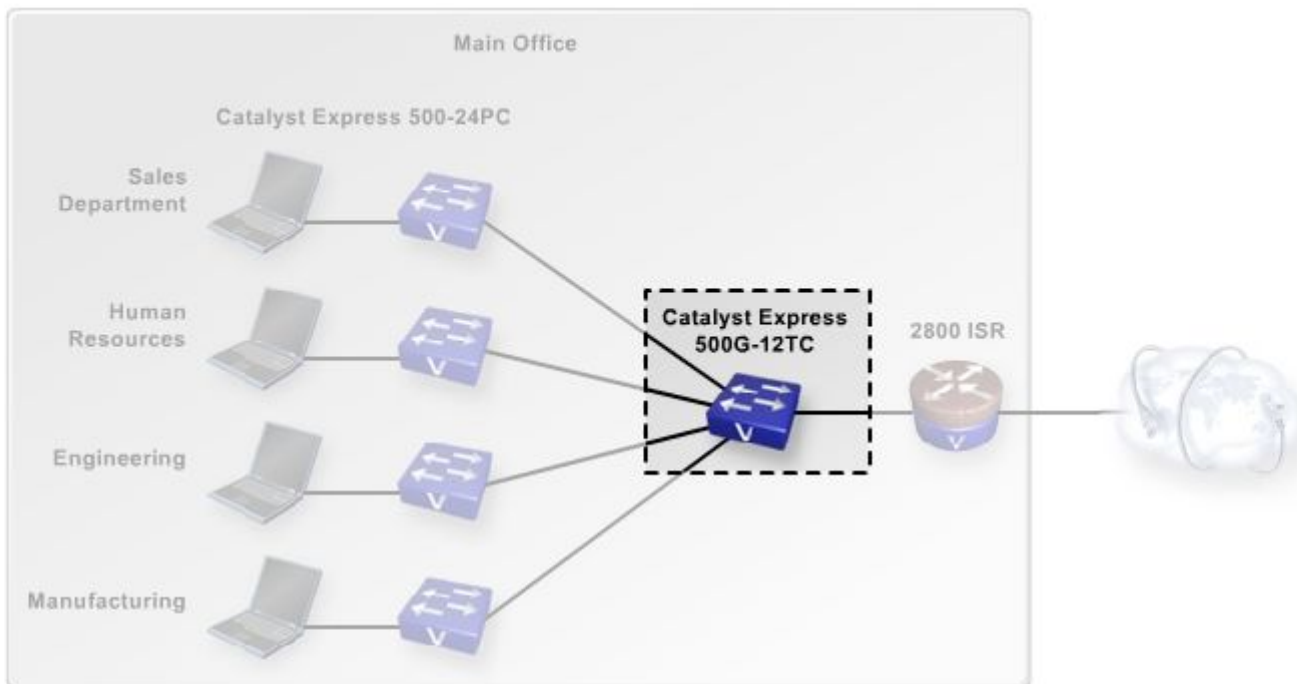 Main Office
Catalyst Express 500-24PC
Sales
Department
Human
Resources
Engineering
Manufacturing
Catalyst Express
500G-12TC
2800 ISR
V
V
V
V
V
V